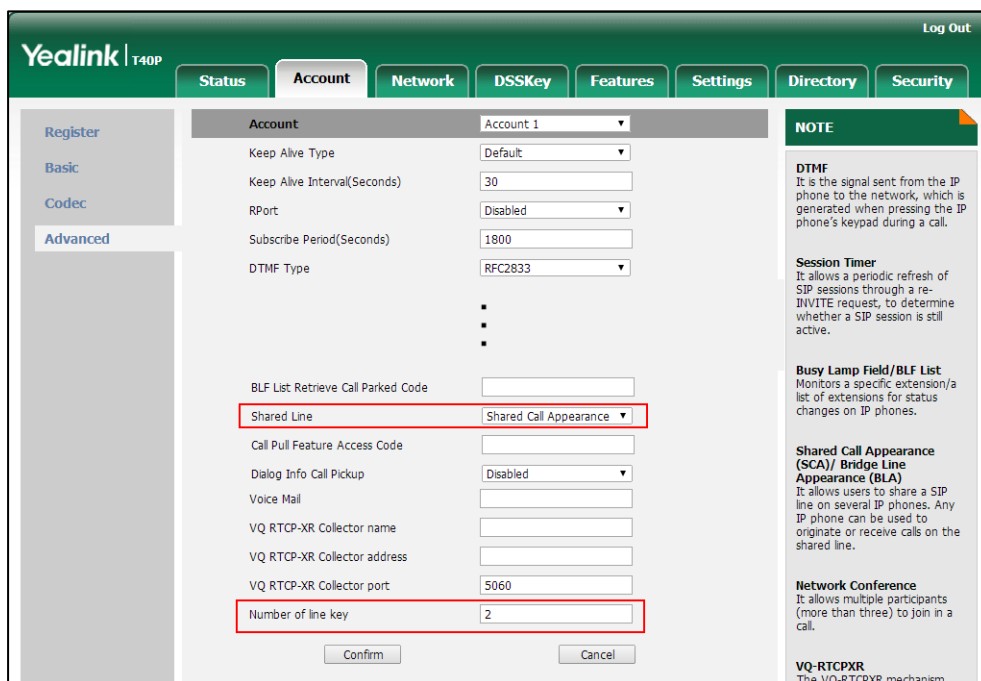 Log Out
Yealink | T40P
Status Account Network DSSKey Features Settings Directory Security
Register
Basic
Codec
Advanced
Account Account 1
Keep Alive Type Default
Keep Alive Interval(Seconds) 30
RPort Disabled
Subscribe Period(Seconds) 1800
DTMF Type RFC2833
BLF List Retrieve Call Parked Code
Shared Line Shared Call Appearance
Call Pull Feature Access Code
Dialog Info Call Pickup Disabled
Voice Mail
VQ RTCP-XR Collector name
VQ RTCP-XR Collector address
VQ RTCP-XR Collector port 5060
Number of line key 2
Confirm Cancel
NOTE
DTMF
It is the signal sent from the IP
phone to the network, which is
generated when pressing the IP
phone's keypad during a call.
Session Timer
It allows a periodic refresh of
SIP sessions through a re-
INVITE request, to determine
whether a SIP session is still
active.
Busy Lamp Field/BLF List
Monitors a specific extension/a
list of extensions for status
changes on IP phones.
Shared Call Appearance
(SCA)/ Bridge Line
Appearance (BLA)
It allows users to share a SIP
line on several IP phones. Any
IP phone can be used to
originate or receive calls on the
shared line.
Network Conference
It allows multiple participants
(more than three) to join in a
call.
VQ-RTCPXR
The VQ-RTCPXR mechanism